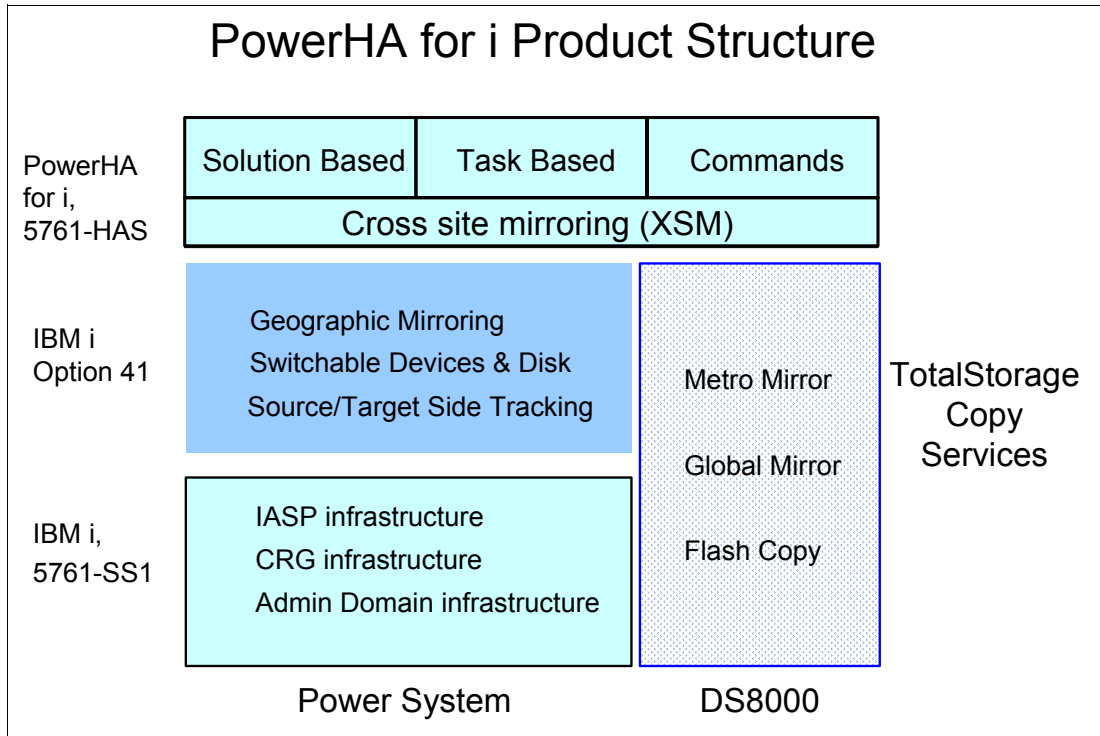 PowerHA for i Product Structure
PowerHA
for i,
5761-HAS
Solution Based
Task Based
Commands
Cross site mirroring (XSM)
IBM i
Option 41
Geographic Mirroring
Switchable Devices & Disk
Source/Target Side Tracking
Metro Mirror
Global Mirror
Flash Copy
TotalStorage
Copy
Services
IBM i,
5761-SS1
IASP infrastructure
CRG infrastructure
Admin Domain infrastructure
Power System
DS8000